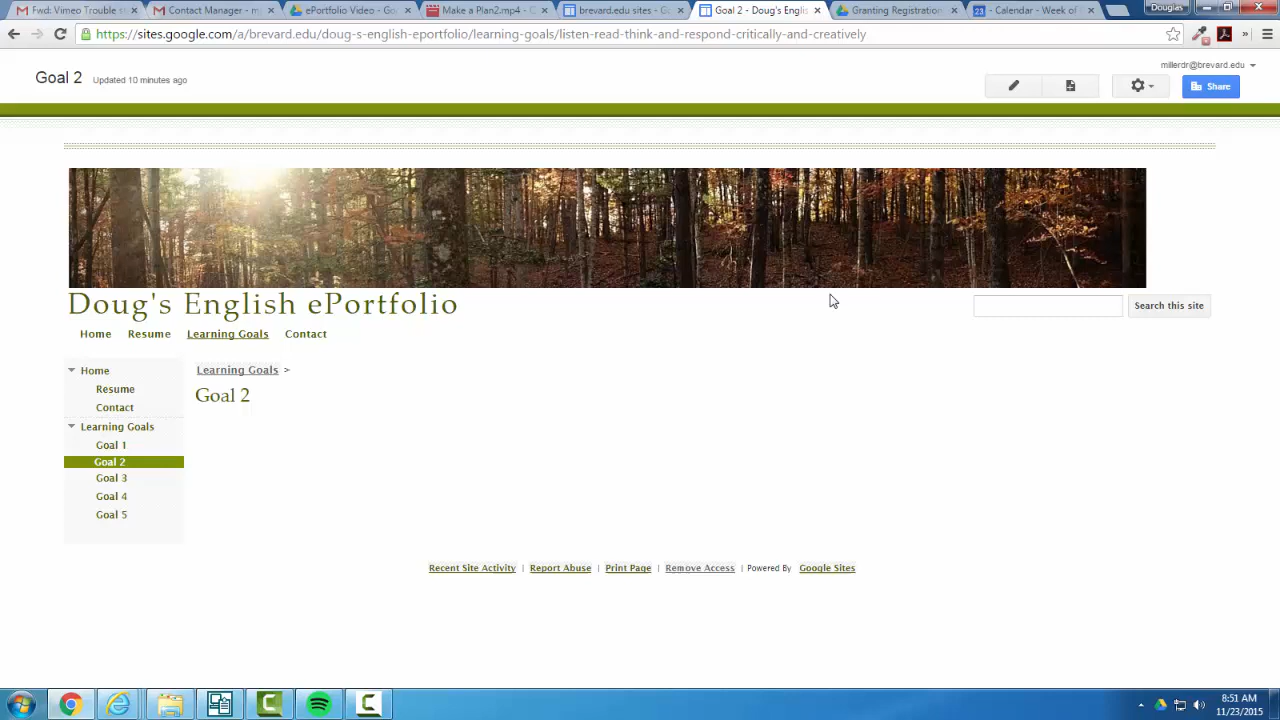 Fwd: Vimeo Trouble
Contact Manager - m
ePortfolio Video - Go
Make a Plan2.mp4 - C
brevard.edu sites - G
Goal 2 - Doug's Englis
Granting Registration
- Calendar - Week of
Douglas
https://sites.google.com/a/brevard.edu/doug-s-english-eportfolio/learning-goals/listen-read-think-and-respond-critically-and-creatively
Goal 2 Updated 10 minutes ago
millerdr@brevard.edu
Share
Doug's English ePortfolio
Search this site
Home Resume Learning Goals Contact
Home
Resume
Contact
Learning Goals
Goal 1
Goal 2
Goal 3
Goal 4
Goal 5
Learning Goals >
Goal 2
Recent Site Activity | Report Abuse | Print Page | Remove Access | Powered By Google Sites
8:51 AM
11/23/2015